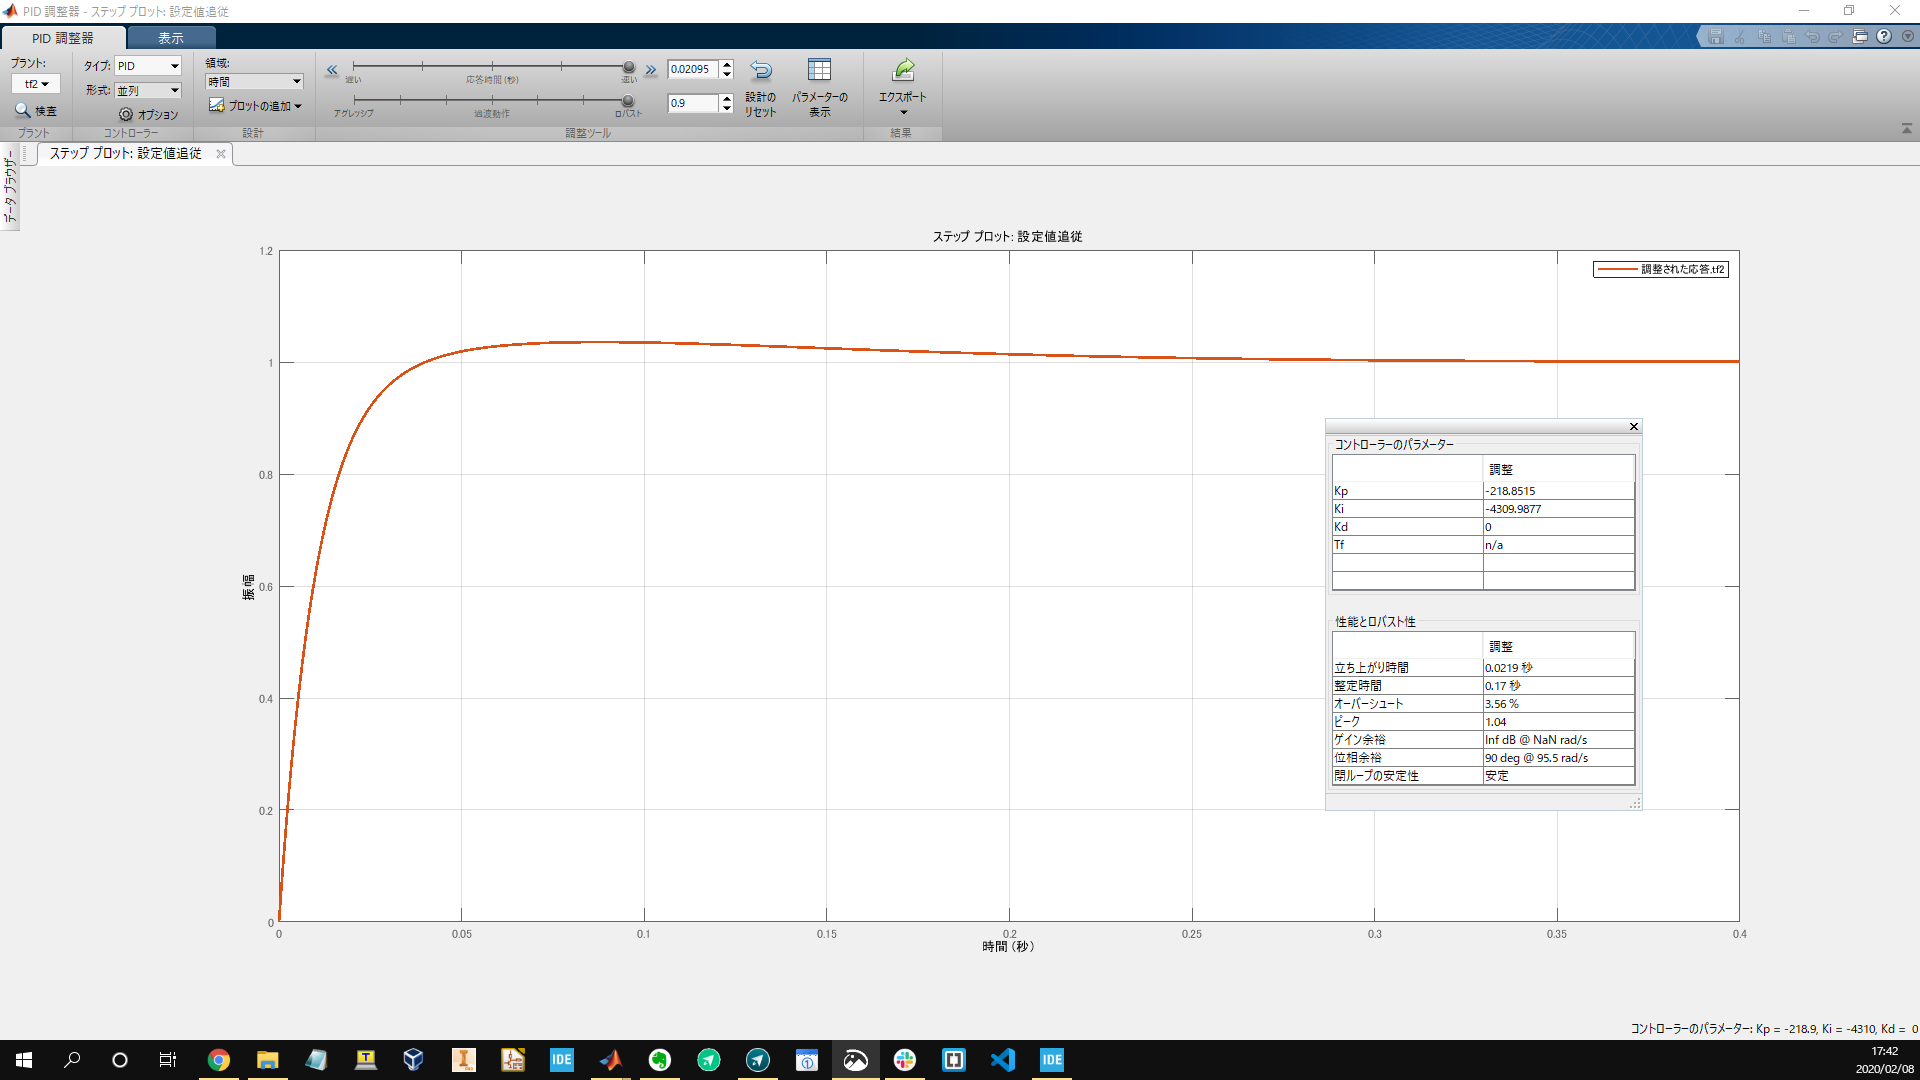 PID 調整器 - ステップ プロット: 設定値追従
PID 調整器
表示
プラント:
tf2
検査
プラント
タイプ: PID
形式: 並列
オプション
コントローラー
領域:
時間
プロットの追加
設計
遅い
応答時間 (秒)
速い
0.02095
アグレッシブ
過渡動作
ロバスト
0.9
設計の
リセット
パラメーターの
表示
調整ツール
エクスポート
結果
ステップ プロット: 設定値追従
データ ブラウザー
ステップ プロット: 設定値追従
調整された応答.tf2
振幅
1.2
1
0.8
0.6
0.4
0.2
0
0 0.05 0.1 0.15 0.2 0.25 0.3 0.35 0.4
時間 (秒)
コントローラーのパラメーター
調整
Kp -218.8515
Ki -4309.9877
Kd 0
Tf n/a
性能とロバスト性
調整
立ち上がり時間 0.0219 秒
整定時間 0.17 秒
オーバーシュート 3.56 %
ピーク 1.04
ゲイン余裕 Inf dB @ NaN rad/s
位相余裕 90 deg @ 95.5 rad/s
閉ループの安定性 安定
コントローラーのパラメーター: Kp = -218.9, Ki = -4310, Kd = 0
IDE
IDE
17:42
2020/02/08